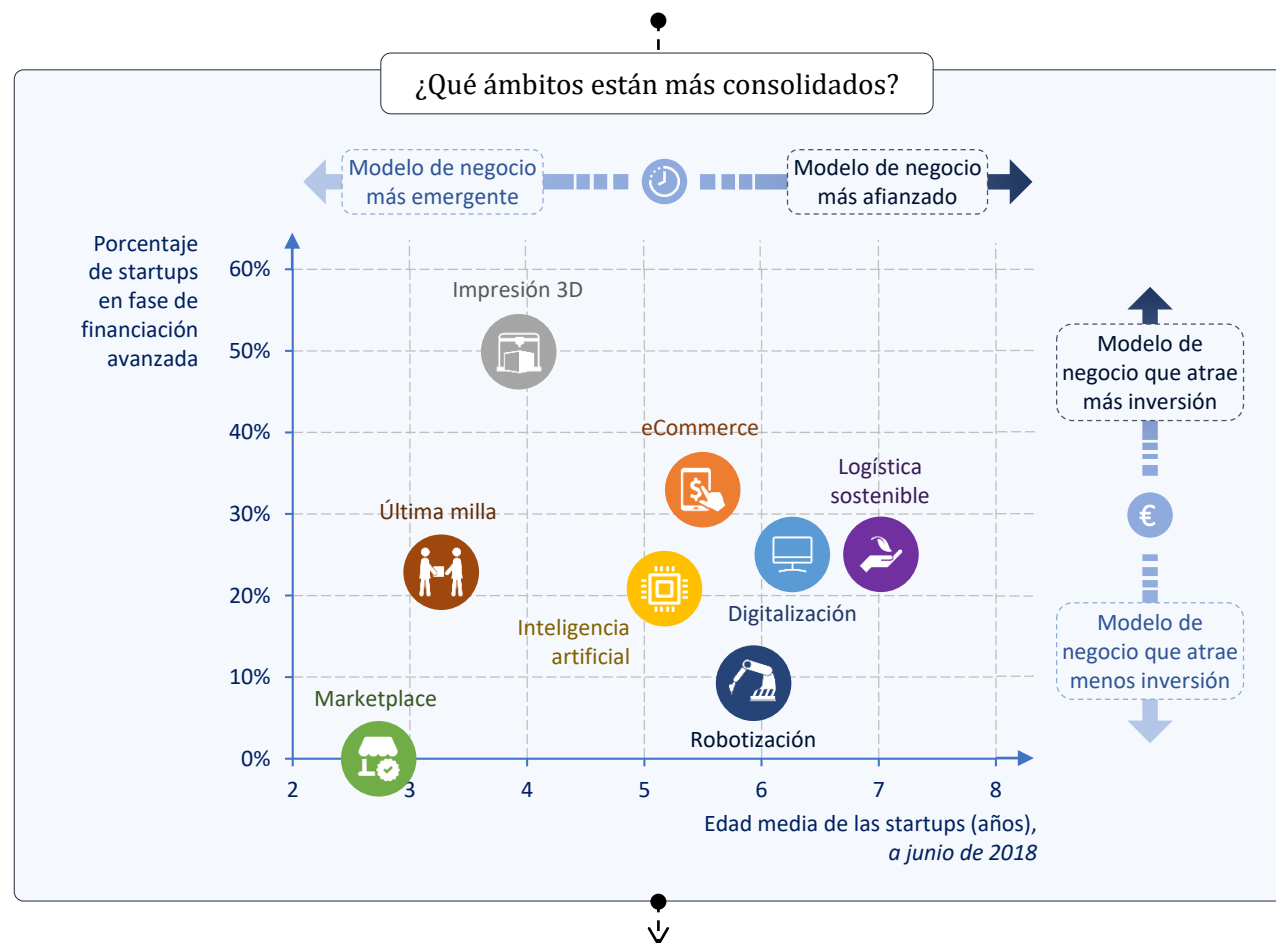 ¿Qué ámbitos están más consolidados?
Modelo de negocio
más emergente
Modelo de negocio
más afianzado
Porcentaje
de startups
en fase de
financiación
avanzada
60%
50%
40%
30%
20%
10%
0%
Impresión 3D
eCommerce
$
Logística
sostenible
Última milla
Digitalización
Inteligencia
artificial
Marketplace
Robotización
2
3
4
5
6
7
8
Edad media de las startups (años),
a junio de 2018
Modelo de
negocio que atrae
más inversión
€
Modelo de
negocio que atrae
menos inversión